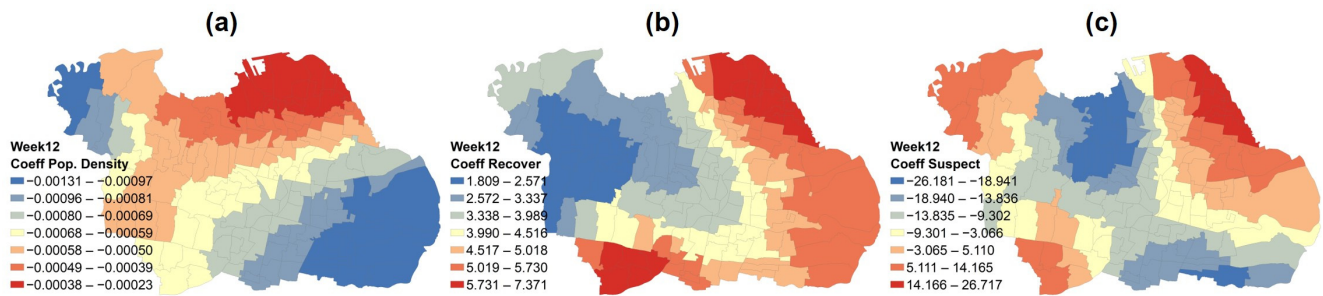 (a)
(b)
(c)
Week12
Coeff Pop. Density
−0.00131 – −0.00097
−0.00096 – −0.00081
−0.00080 – −0.00069
−0.00068 – −0.00059
−0.00058 – −0.00050
−0.00049 – −0.00039
−0.00038 – −0.00023
Week12
Coeff Recover
1.809 – 2.571
2.572 – 3.337
3.338 – 3.989
3.990 – 4.516
4.517 – 5.018
5.019 – 5.730
5.731 – 7.371
Week12
Coeff Suspect
−26.181 – −18.941
−18.940 – −13.836
−13.835 – −9.302
−9.301 – −3.066
−3.065 – 5.110
5.111 – 14.165
14.166 – 26.717